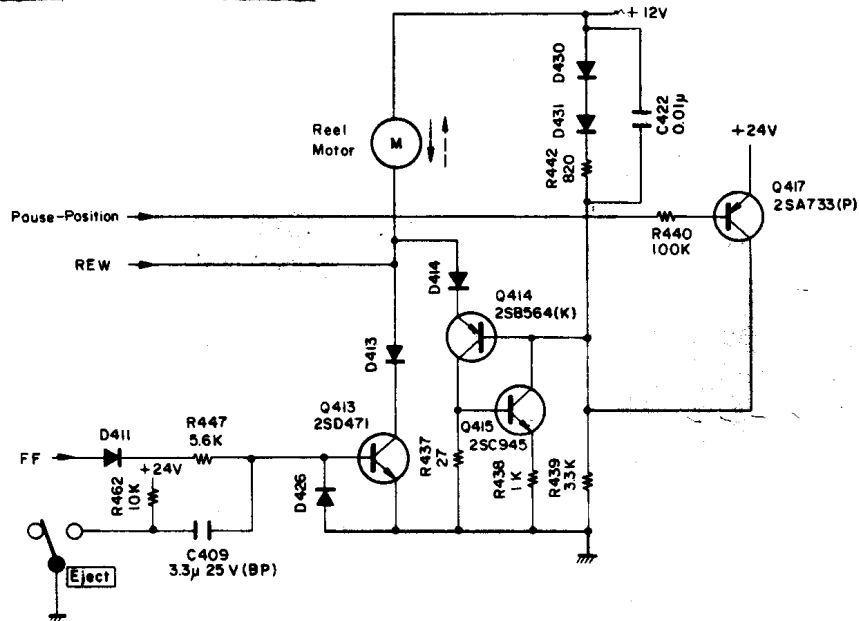 +12V
D430
D431
C422
0.01µ
R442
820
Reel
Motor
M
+24V
Q417
2SA733(P)
Pause-Position
R440
100K
REW
D414
Q414
2SB564(K)
D413
Q413
2SD471
Q415
2SC945
R437
27
R438
1K
R439
3.3K
D411
R447
5.6K
FF
+24V
R462
10K
D426
C409
3.3µ 25V(BP)
Eject